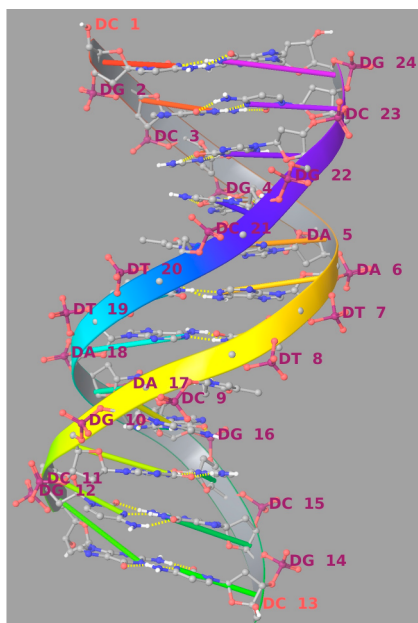 DC 1
DG 24
DG 2
DC 23
DC 3
DG 22
DG 4
DC 21
DA 5
DT 20
DA 6
DT 19
DT 7
DA 18
DT 8
DA 17
DC 9
DG 10
DG 16
DC 11
DG 12
DC 15
DG 14
DC 13